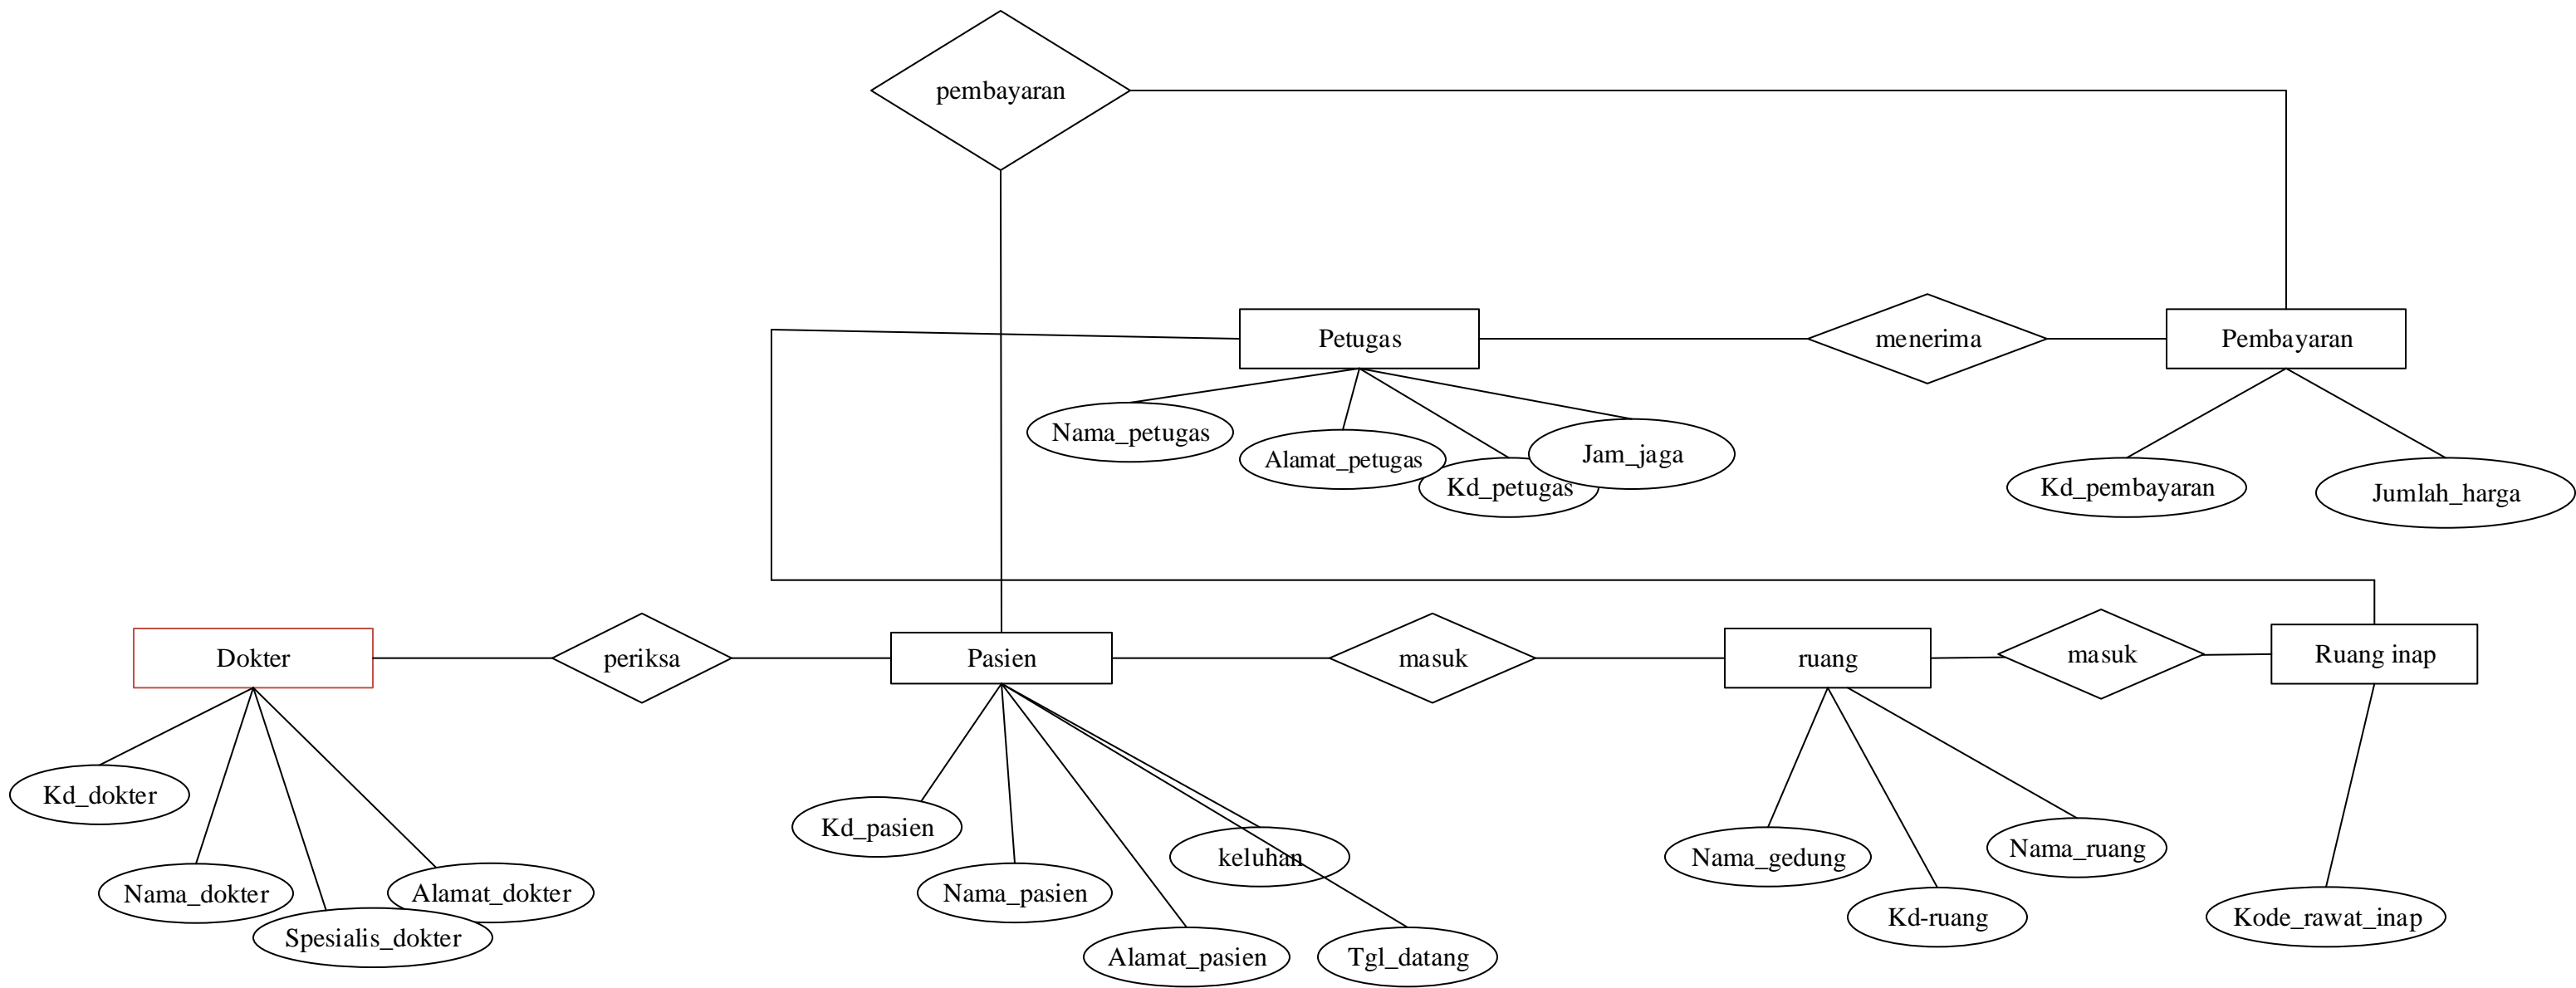 pembayaran
Petugas
menerima
Pembayaran
Nama_petugas
Alamat_petugas
Kd_petugas
Jam_jaga
Kd_pembayaran
Jumlah_harga
Dokter
periksa
Pasien
masuk
ruang
masuk
Ruang inap
Kd_dokter
Nama_dokter
Spesialis_dokter
Alamat_dokter
Kd_pasien
Nama_pasien
Alamat_pasien
keluhan
Tgl_datang
Nama_gedung
Kd-ruang
Nama_ruang
Kode_rawat_inap